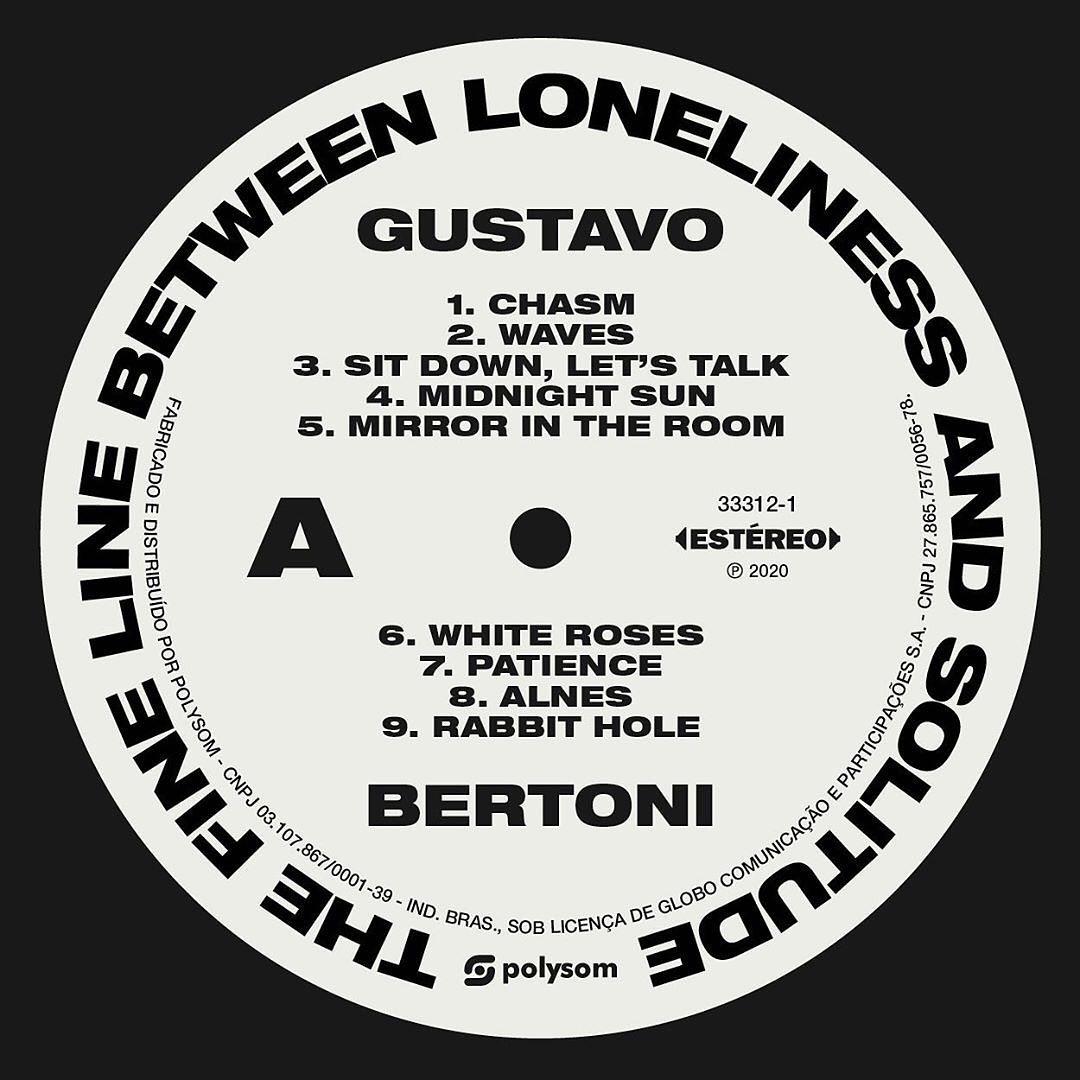 THE FINE LINE BETWEEN LONELINESS AND SOLITUDE
GUSTAVO
1. CHASM
2. WAVES
3. SIT DOWN, LET'S TALK
4. MIDNIGHT SUN
5. MIRROR IN THE ROOM
A
33312-1
ESTÉREO
℗ 2020
6. WHITE ROSES
7. PATIENCE
8. ALNES
9. RABBIT HOLE
BERTONI
FABRICADO E DISTRIBUÍDO POR POLYSOM - CNPJ 03.107.867/0001-39 - IND. BRAS., SOB LICENÇA DE GLOBO COMUNICAÇÃO E PARTICIPAÇÕES S.A. - CNPJ 27.865.757/0056-78.
polysom